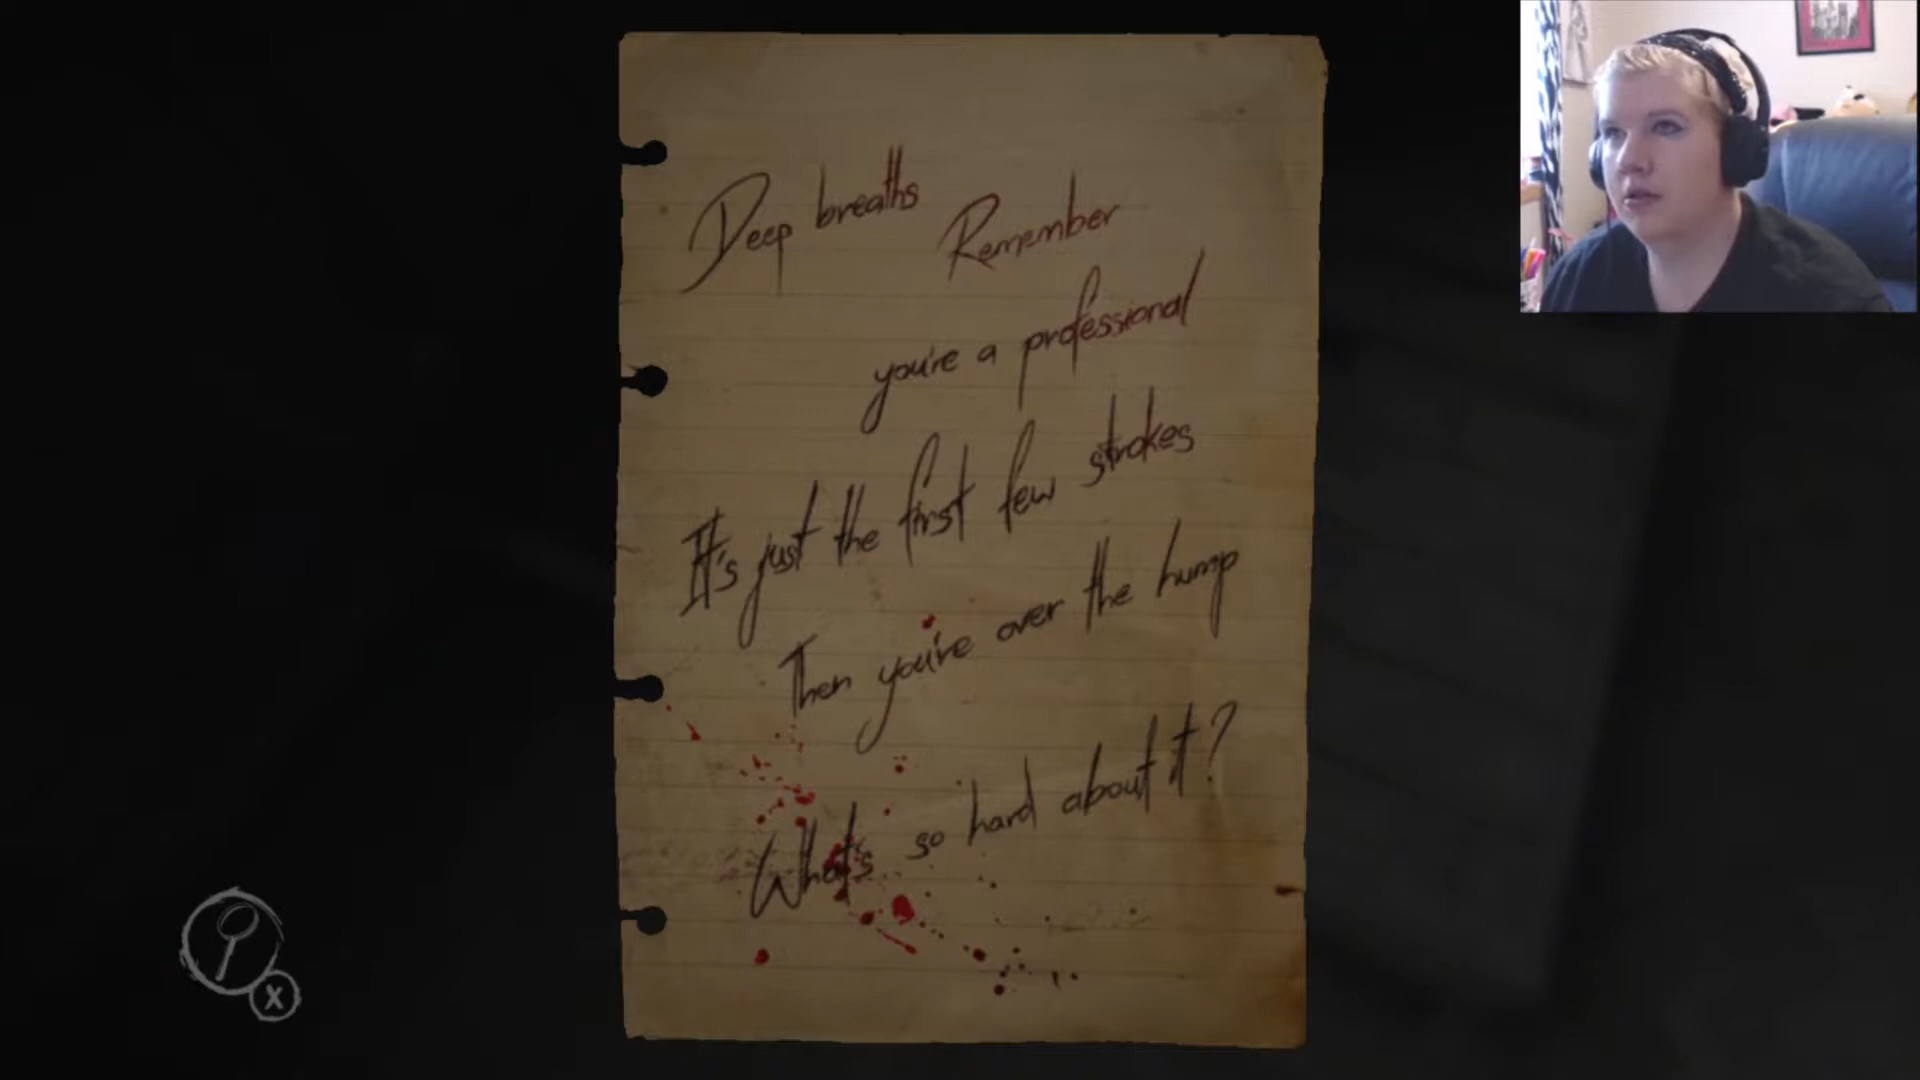 Deep breaths
Remember
you're a professional
It's just the first few strokes
Then you're over the hump
What's so hard about it?
X